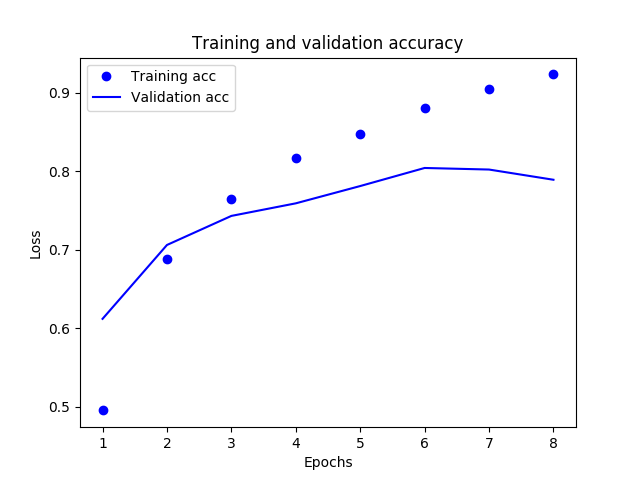 Training and validation accuracy
Training acc
Validation acc
0.9
0.8
0.7
0.6
0.5
Loss
1 2 3 4 5 6 7 8
Epochs